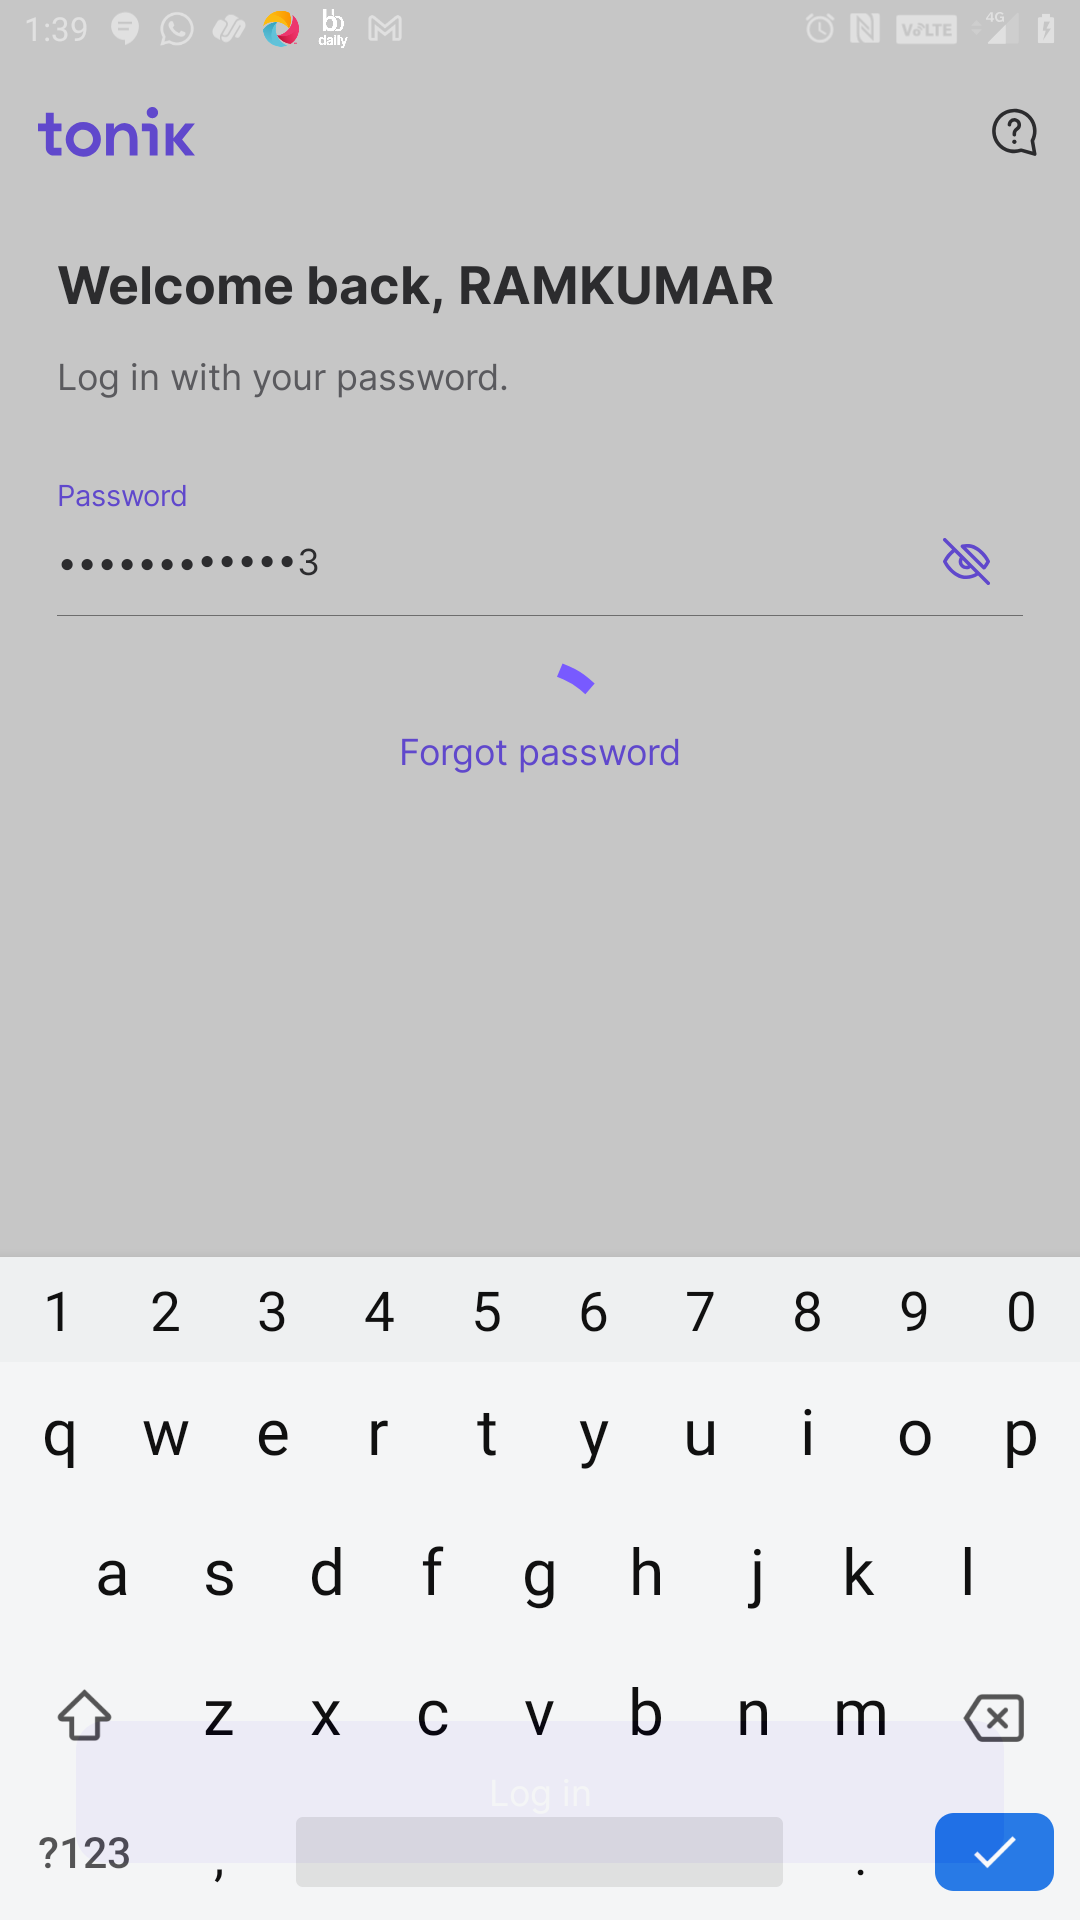 1:39
bb
daily
VoLTE
4G
tonik
Welcome back, RAMKUMAR
Log in with your password.
Password
••••••••••••3
Forgot password
1 2 3 4 5 6 7 8 9 0
q w e r t y u i o p
a s d f g h j k l
z x c v b n m
Log in
?123 , .